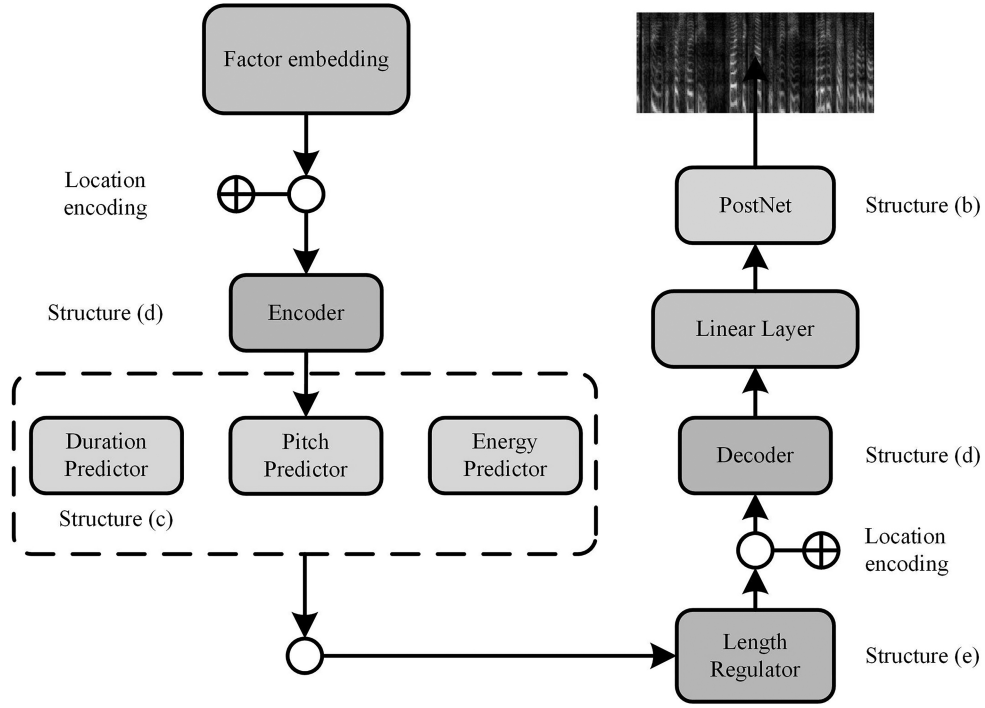 Factor embedding
Location
encoding
Structure (d)
Encoder
Duration
Predictor
Pitch
Predictor
Energy
Predictor
Structure (c)
PostNet
Structure (b)
Linear Layer
Decoder
Structure (d)
Location
encoding
Length
Regulator
Structure (e)